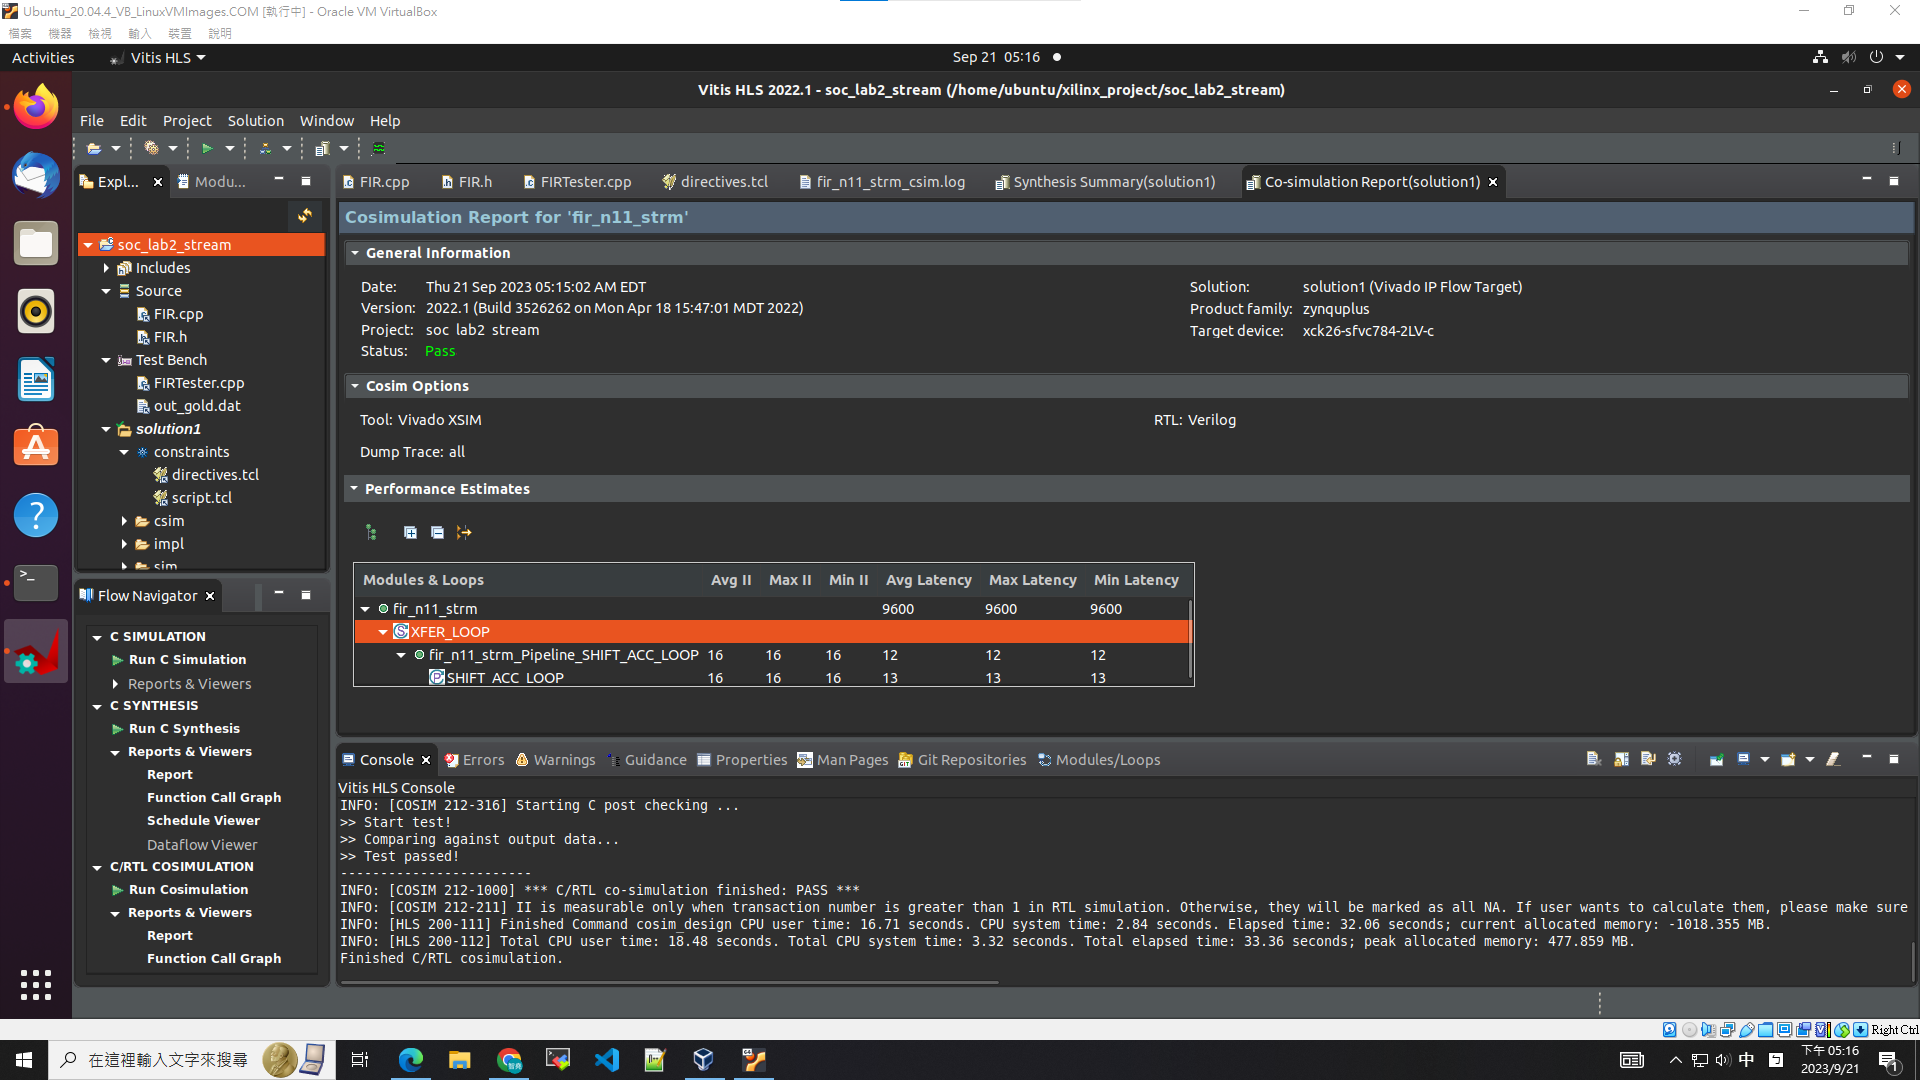 Ubuntu_20.04.4_VB_LinuxVMImages.COM [執行中] - Oracle VM VirtualBox
檔案 機器 檢視 輸入 裝置 說明
Activities Vitis HLS Sep 21 05:16
Vitis HLS 2022.1 - soc_lab2_stream (/home/ubuntu/xilinx_project/soc_lab2_stream)
File Edit Project Solution Window Help
Expl... Modu...
soc_lab2_stream
Includes
Source
FIR.cpp
FIR.h
Test Bench
FIRTester.cpp
out_gold.dat
solution1
constraints
directives.tcl
script.tcl
csim
impl
sim
Flow Navigator
C SIMULATION
Run C Simulation
Reports & Viewers
C SYNTHESIS
Run C Synthesis
Reports & Viewers
Report
Function Call Graph
Schedule Viewer
Dataflow Viewer
C/RTL COSIMULATION
Run Cosimulation
Reports & Viewers
Report
Function Call Graph
FIR.cpp FIR.h FIRTester.cpp directives.tcl fir_n11_strm_csim.log Synthesis Summary(solution1) Co-simulation Report(solution1)
Cosimulation Report for 'fir_n11_strm'
General Information
Date: Thu 21 Sep 2023 05:15:02 AM EDT
Version: 2022.1 (Build 3526262 on Mon Apr 18 15:47:01 MDT 2022)
Project: soc_lab2_stream
Status: Pass
Solution: solution1 (Vivado IP Flow Target)
Product family: zynquplus
Target device: xck26-sfvc784-2LV-c
Cosim Options
Tool: Vivado XSIM RTL: Verilog
Dump Trace: all
Performance Estimates
Modules & Loops Avg II Max II Min II Avg Latency Max Latency Min Latency
fir_n11_strm 9600 9600 9600
XFER_LOOP
fir_n11_strm_Pipeline_SHIFT_ACC_LOOP 16 16 16 12 12 12
SHIFT_ACC_LOOP 16 16 16 13 13 13
Console Errors Warnings Guidance Properties Man Pages Git Repositories Modules/Loops
Vitis HLS Console
INFO: [COSIM 212-316] Starting C post checking ...
>> Start test!
>> Comparing against output data...
>> Test passed!
------------------------
INFO: [COSIM 212-1000] *** C/RTL co-simulation finished: PASS ***
INFO: [COSIM 212-211] II is measurable only when transaction number is greater than 1 in RTL simulation. Otherwise, they will be marked as all NA. If user wants to calculate them, please make sure
INFO: [HLS 200-111] Finished Command cosim_design CPU user time: 16.71 seconds. CPU system time: 2.84 seconds. Elapsed time: 32.06 seconds; current allocated memory: -1018.355 MB.
INFO: [HLS 200-112] Total CPU user time: 18.48 seconds. Total CPU system time: 3.32 seconds. Total elapsed time: 33.36 seconds; peak allocated memory: 477.859 MB.
Finished C/RTL cosimulation.
Right Ctrl
在這裡輸入文字來搜尋
中
下午 05:16
2023/9/21
1